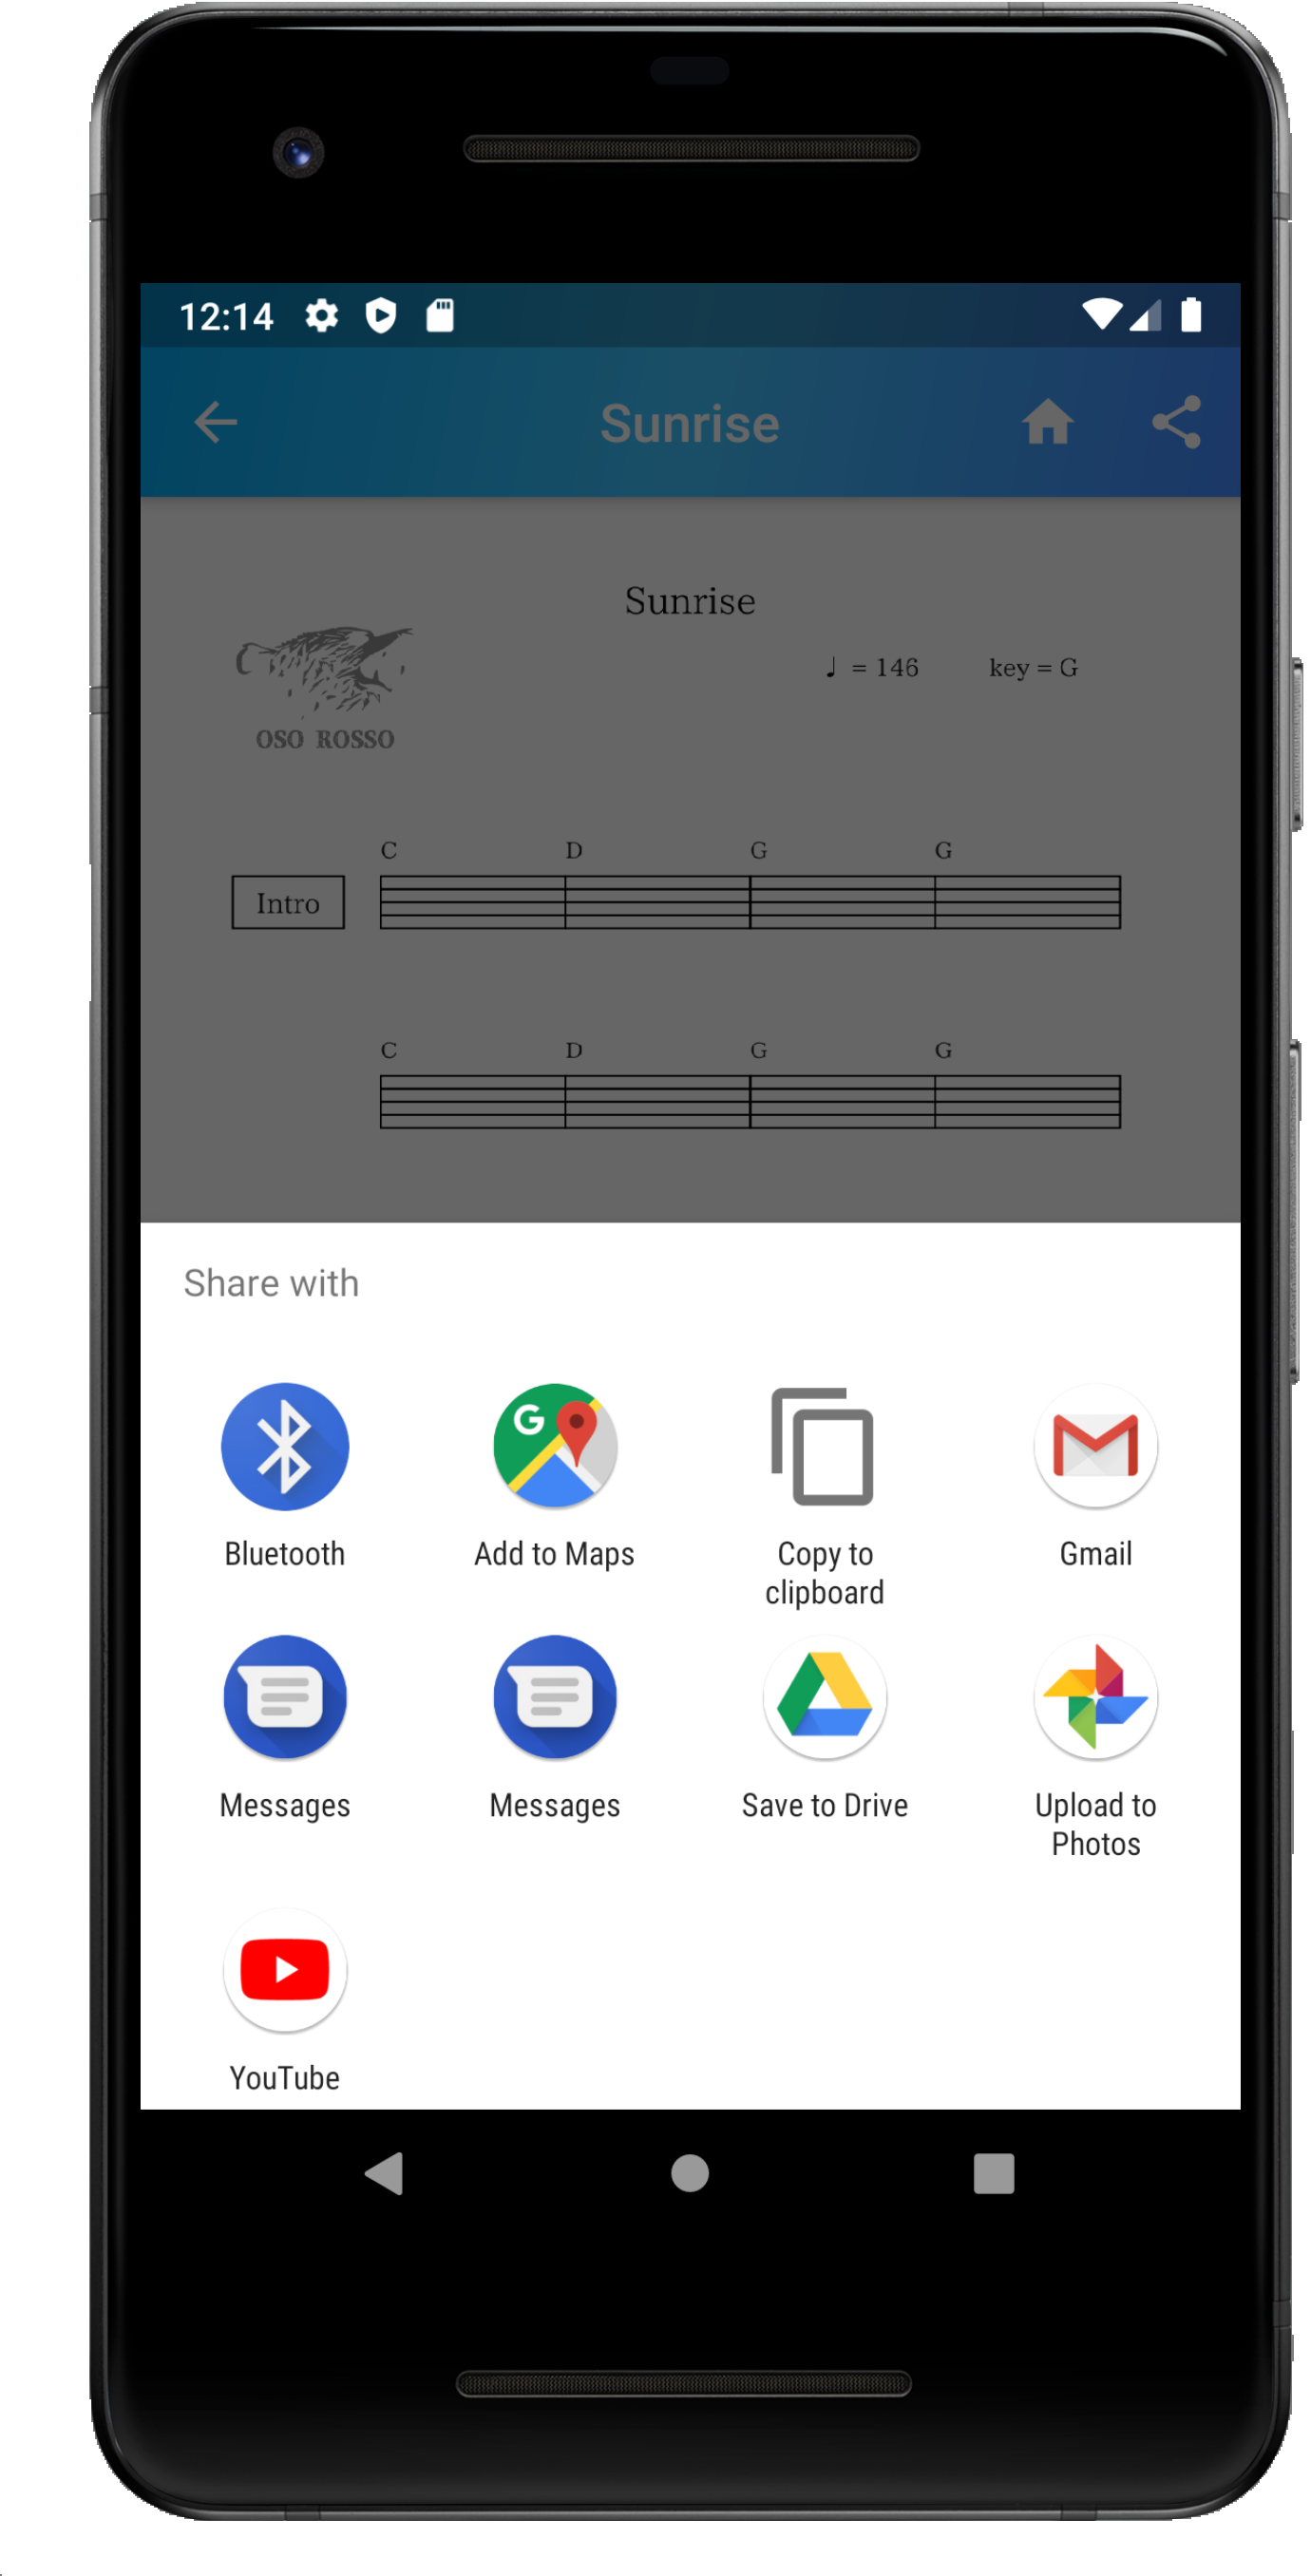 12:14
Sunrise
Sunrise
♩ = 146 key = G
OSO ROSSO
C D G G
Intro
C D G G
Share with
Bluetooth
Add to Maps
Copy to
clipboard
Gmail
Messages
Messages
Save to Drive
Upload to
Photos
YouTube